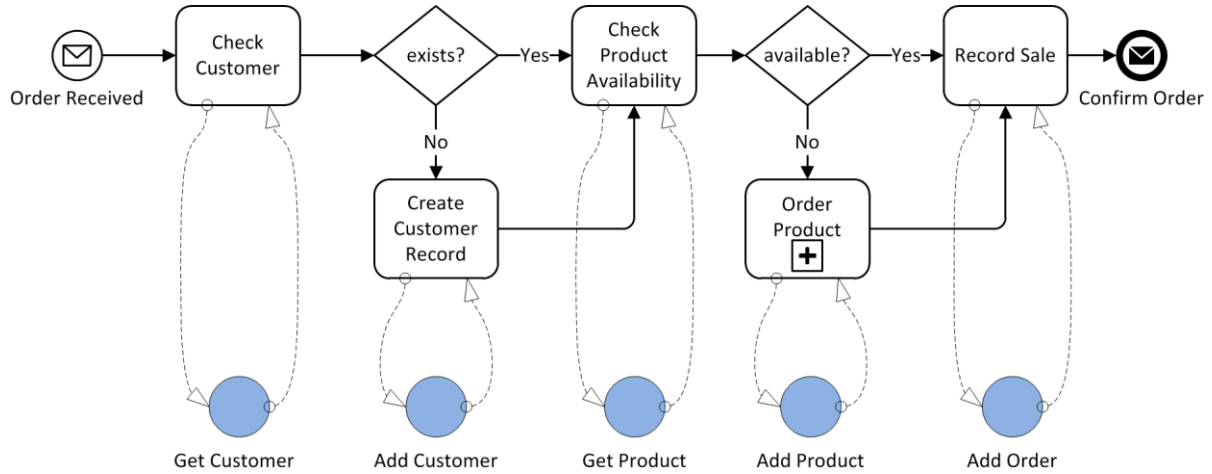 Order Received
Check
Customer
exists?
Yes
Check
Product
Availability
available?
Yes
Record Sale
Confirm Order
No
No
Create
Customer
Record
Order
Product
Get Customer
Add Customer
Get Product
Add Product
Add Order